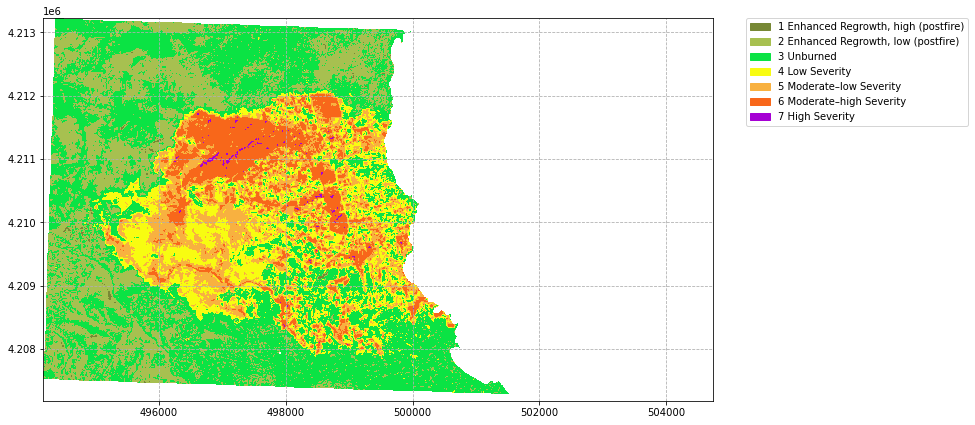 1e6
4.213
4.212
4.211
4.210
4.209
4.208
496000 498000 500000 502000 504000
1 Enhanced Regrowth, high (postfire)
2 Enhanced Regrowth, low (postfire)
3 Unburned
4 Low Severity
5 Moderate–low Severity
6 Moderate–high Severity
7 High Severity